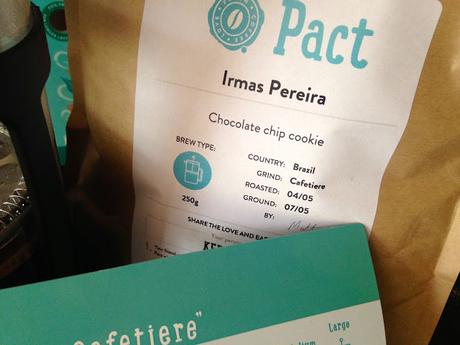 Pact
Irmas Pereira
Chocolate chip cookie
BREW TYPE:
250g
COUNTRY: Brazil
GRIND: Cafetiere
ROASTED: 04/05
GROUND: 07/05
BY:
SHARE THE LOVE AND
Your
Cafetiere"
Large